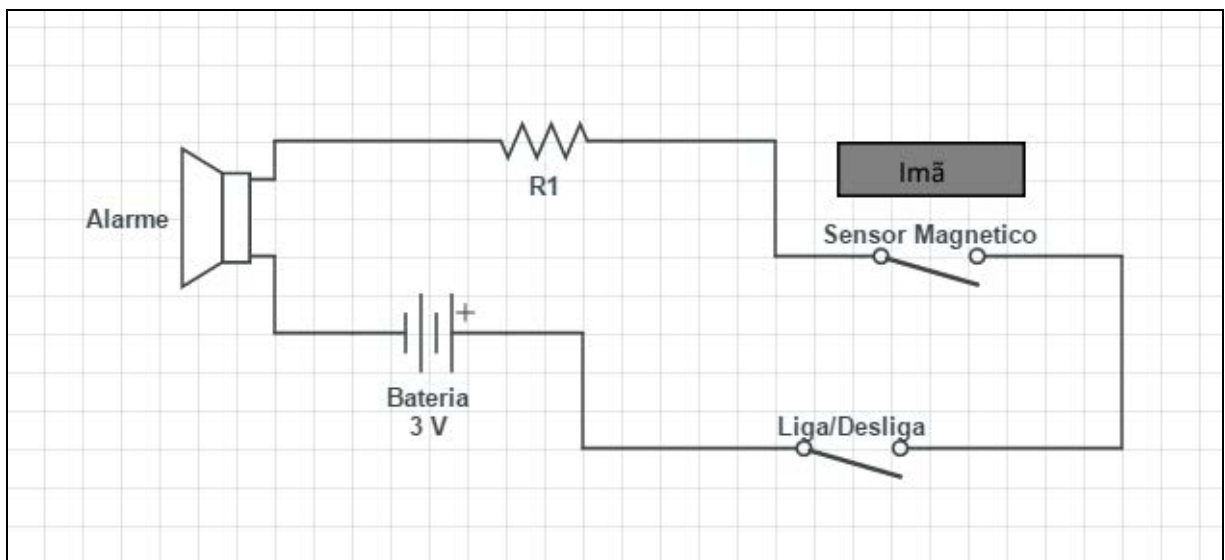 R1
Imã
Alarme
Sensor Magnetico
+
Bateria
3 V
Liga/Desliga